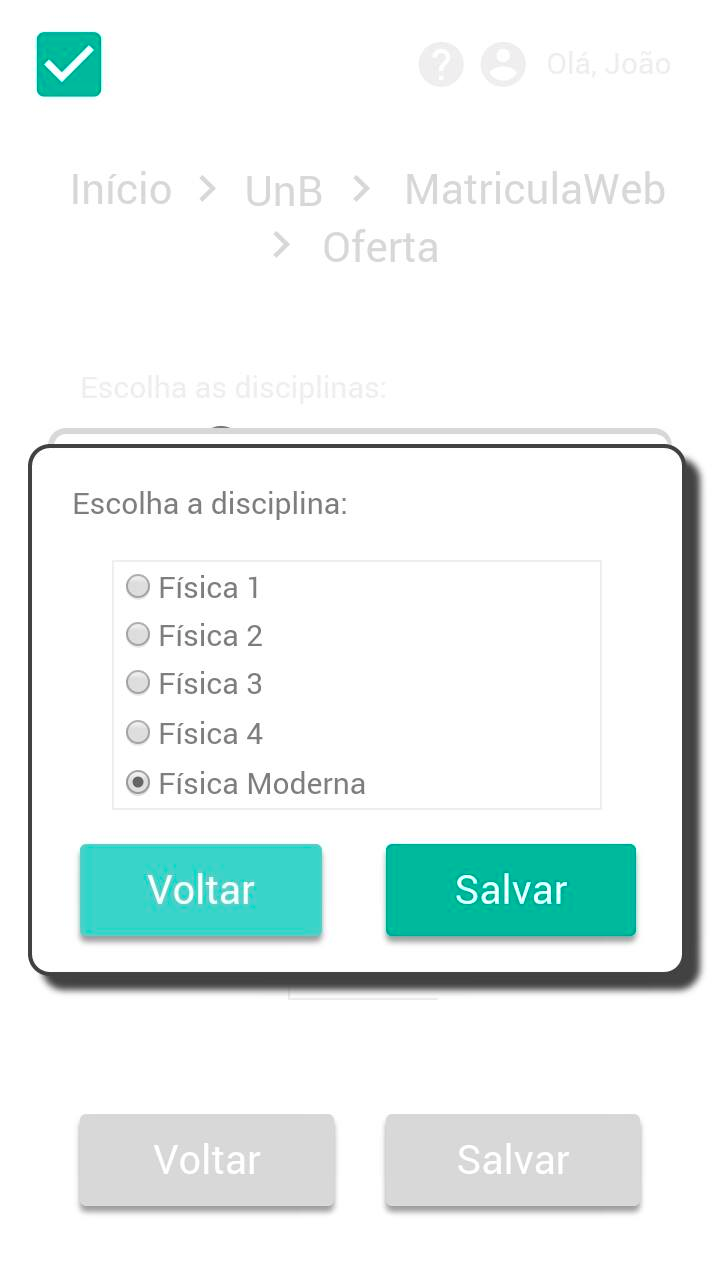 Olá, João
Início > UnB > MatriculaWeb
> Oferta
Escolha as disciplinas:
Escolha a disciplina:
Física 1
Física 2
Física 3
Física 4
Física Moderna
Voltar Salvar
Voltar Salvar